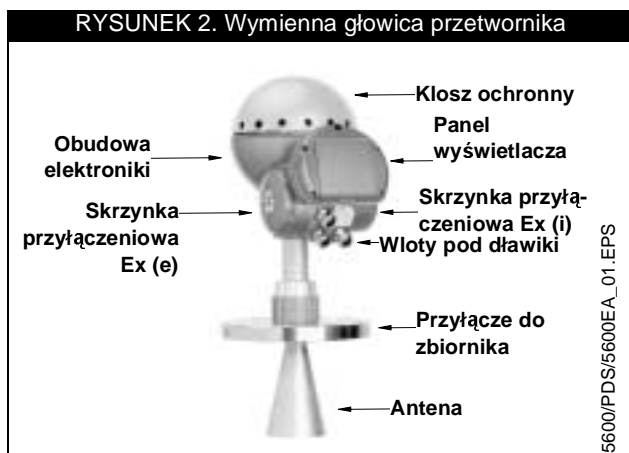 RYSUNEK 2. Wymienna głowica przetwornika
Klosz ochronny
Panel
wyświetlacza
Obudowa
elektroniki
Skrzynka przyłą-
czeniowa Ex (i)
Skrzynka
przyłączeniowa
Ex (e)
Wloty pod dławiki
Przyłącze do
zbiornika
Antena
5600/PDS/5600EA_01.EPS